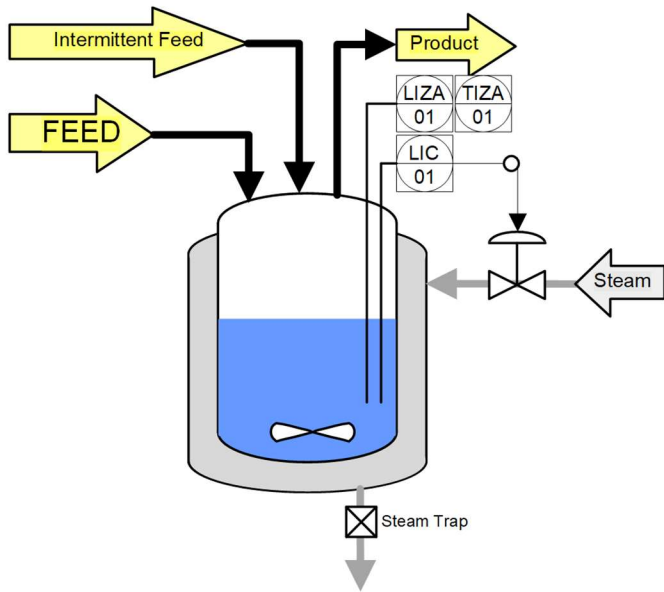 Intermittent Feed
Product
FEED
LIZA
01
TIZA
01
LIC
01
Steam
Steam Trap